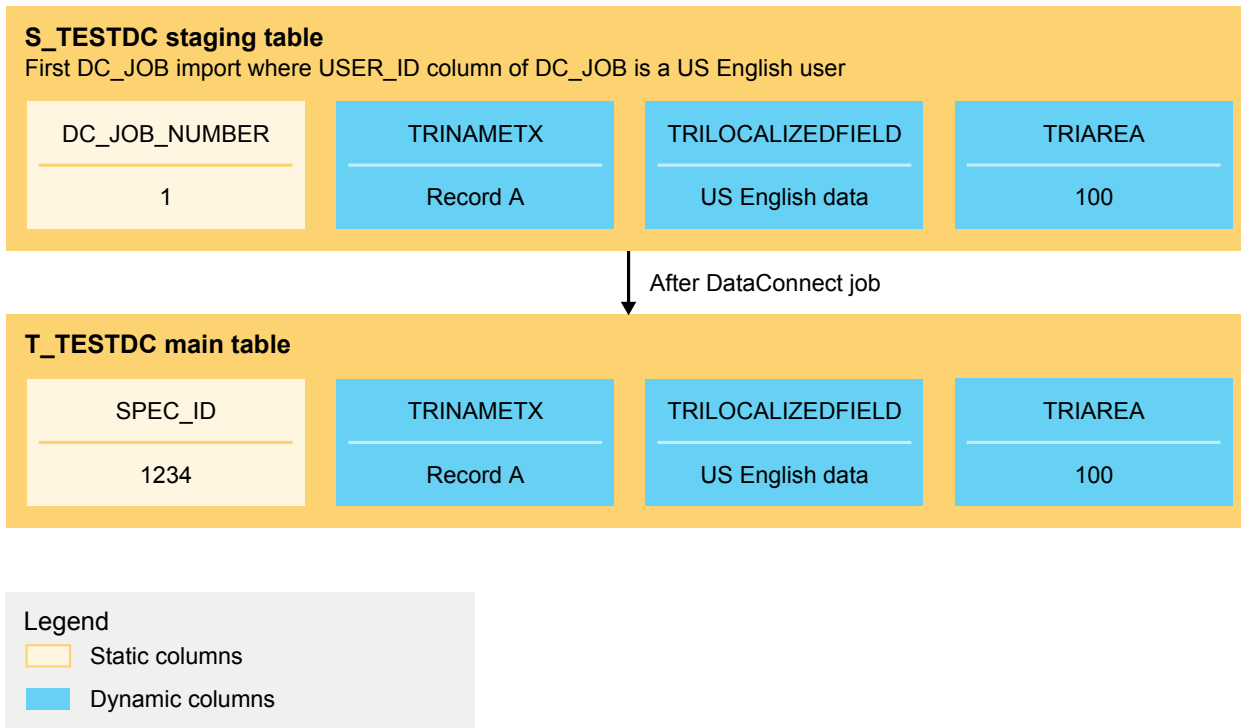 S_TESTDC staging table
First DC_JOB import where USER_ID column of DC_JOB is a US English user
DC_JOB_NUMBER TRINAMETX TRILOCALIZEDFIELD TRIAREA
1 Record A US English data 100
After DataConnect job
T_TESTDC main table
SPEC_ID TRINAMETX TRILOCALIZEDFIELD TRIAREA
1234 Record A US English data 100
Legend
Static columns
Dynamic columns